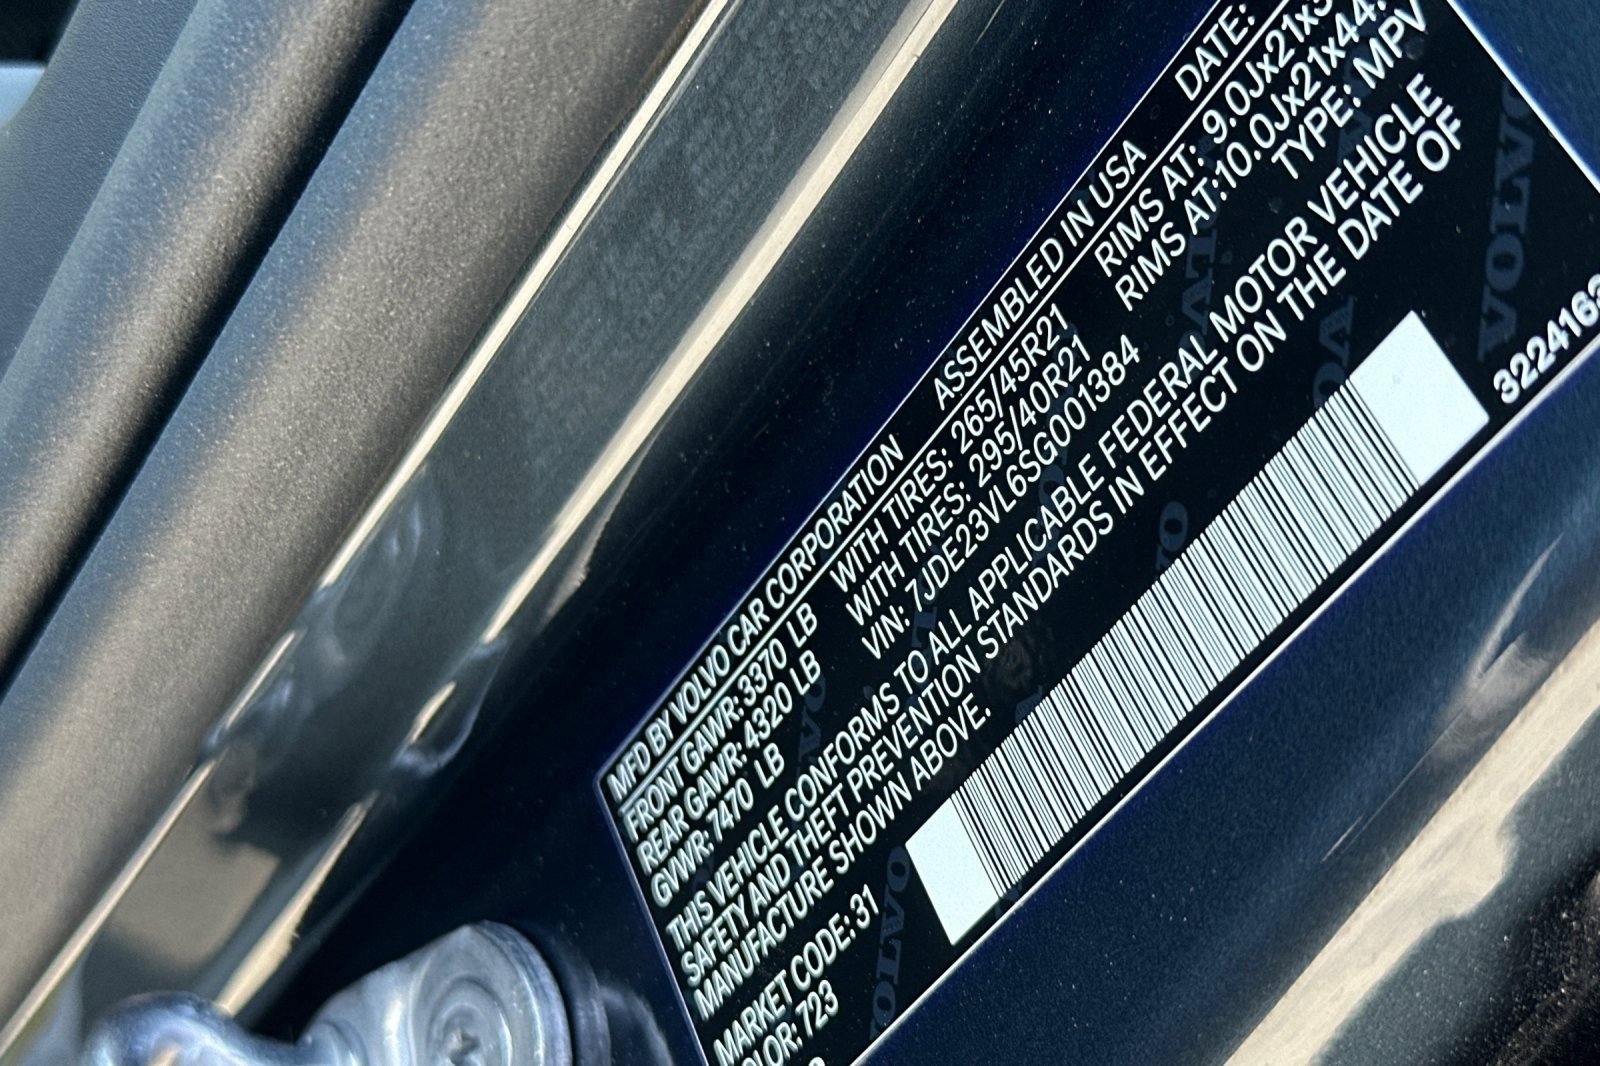 MFD BY VOLVO CAR CORPORATION ASSEMBLED IN USA DATE:
FRONT GAWR: 3370 LB WITH TIRES: 265/45R21 RIMS AT: 9.0Jx21x
REAR GAWR: 4320 LB WITH TIRES: 295/40R21 RIMS AT:10.0Jx21x44.
GVWR: 7470 LB VIN: 7JDE23VL6SG001384 TYPE: MPV
THIS VEHICLE CONFORMS TO ALL APPLICABLE FEDERAL MOTOR VEHICLE
SAFETY AND THEFT PREVENTION STANDARDS IN EFFECT ON THE DATE OF
MANUFACTURE SHOWN ABOVE.
MARKET CODE: 31
OLOR: 723
3224163
VOLVO